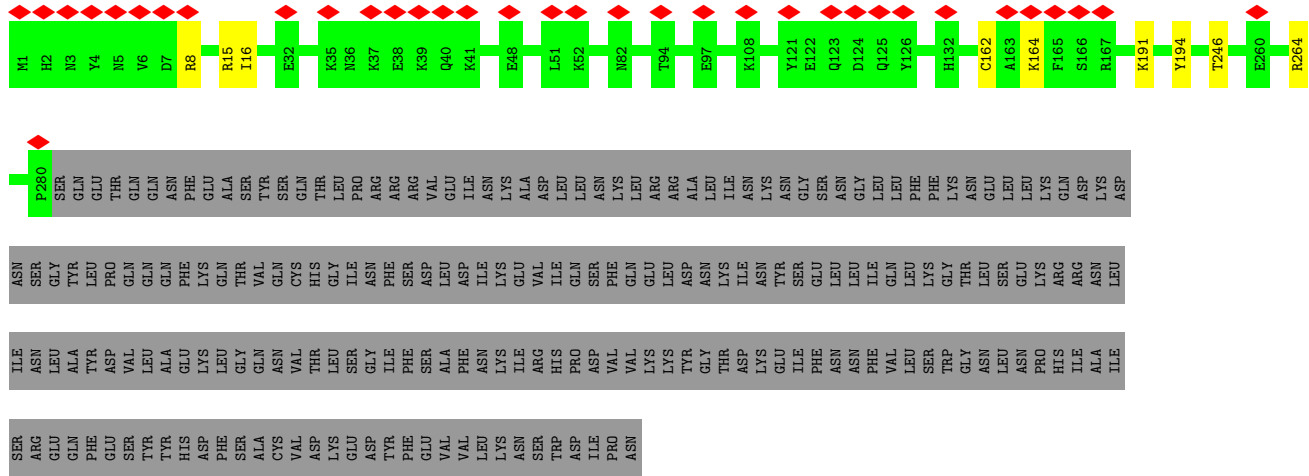 M1 H2 N3 Y4 N5 V6 D7 R8 R15 I16 E32 K35 N36 K37 E38 K39 Q40 K41 E48 L51 K52 N82 T94 E97 K108 Y121 E122 Q123 D124 Q125 Y126 H132 C162 A163 K164 F165 S166 R167 K191 Y194 T246 E260 R264
P280 SER GLN GLU THR GLN GLN ASN PHE GLU ALA SER TYR SER GLN THR LEU PRO ARG ARG ARG VAL GLU ILE ASN LYS ALA ASP LEU LEU ASN LYS LEU ARG ARG ALA LEU ILE ASN LYS ASN GLY SER ASN GLY LEU LEU PHE PHE LYS ASN GLU LEU LEU LYS GLN ASP LYS ASP
ASN SER GLY TYR LEU PRO GLN GLN GLN PHE LYS GLN THR VAL GLN CYS HIS GLY ILE ASN PHE SER ASP LEU ASP ILE LYS GLU VAL ILE GLN SER PHE GLN GLU LEU ASP ASN LYS ILE ASN TYR SER GLU LEU LEU ILE GLN LEU LYS GLY THR LEU SER GLU LYS ARG ARG ASN LEU
ILE ASN LEU ALA TYR ASP VAL LEU ALA GLU LYS LEU GLY GLN ASN VAL THR LEU SER GLY ILE PHE SER ALA PHE ASN LYS ILE ARG HIS PRO ASP VAL VAL LYS LYS TYR GLY THR ASP LYS GLU ILE PHE ASN ASN PHE VAL LEU SER TRP GLY ASN LEU ASN PRO HIS ILE ALA ILE
SER ARG GLU GLN PHE GLU SER TYR TYR HIS ASP PHE SER ALA CYS VAL ASP LYS GLU ASP TYR PHE GLU VAL VAL LEU LYS ASN SER TRP ASP ILE PRO ASN